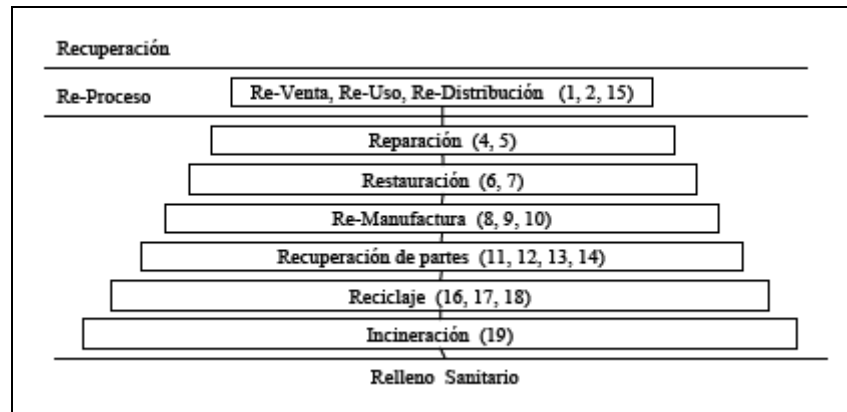 Recuperación
Re-Proceso
Re-Venta, Re-Uso, Re-Distribución (1, 2, 15)
Reparación (4, 5)
Restauración (6, 7)
Re-Manufactura (8, 9, 10)
Recuperación de partes (11, 12, 13, 14)
Reciclaje (16, 17, 18)
Incineración (19)
Relleno Sanitario